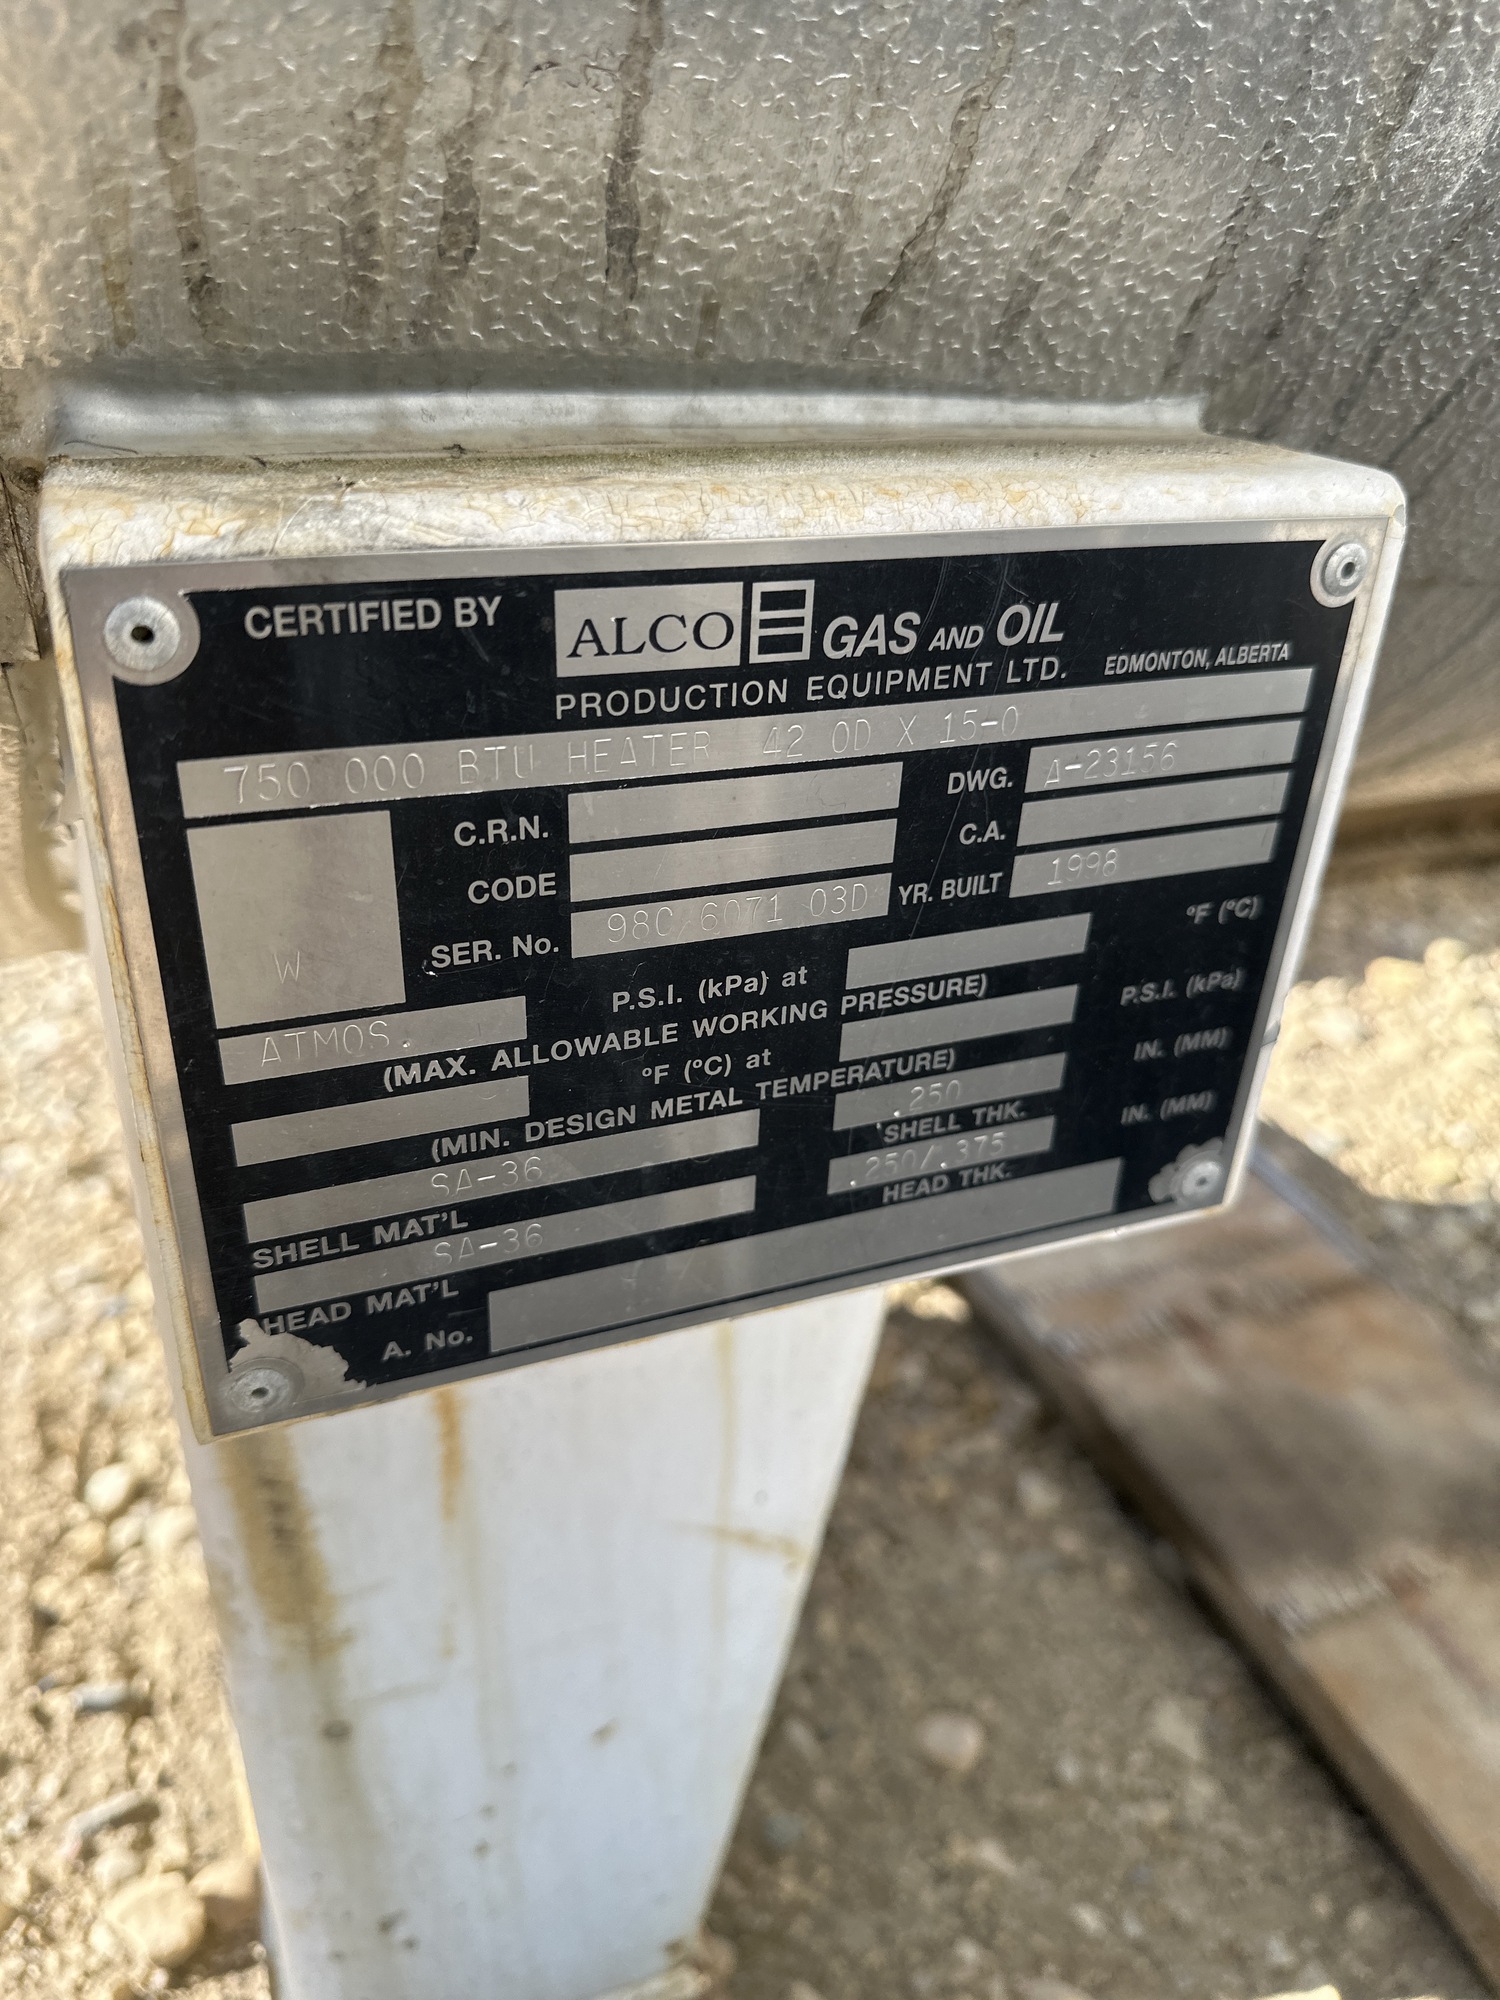 CERTIFIED BY ALCO GAS AND OIL
PRODUCTION EQUIPMENT LTD. EDMONTON, ALBERTA
750 000 BTU HEATER 42 OD X 15-0
C.R.N. DWG. A-23156
CODE C.A.
W SER. No. 98C 6071 03D YR. BUILT 1998
ATMOS. P.S.I. (kPa) at °F (°C)
(MAX. ALLOWABLE WORKING PRESSURE)
°F (°C) at P.S.I. (kPa)
(MIN. DESIGN METAL TEMPERATURE)
SA-36 .250 IN. (MM)
SHELL MAT'L SHELL THK.
SA-36 .250/.375 IN. (MM)
HEAD MAT'L HEAD THK.
A. No.